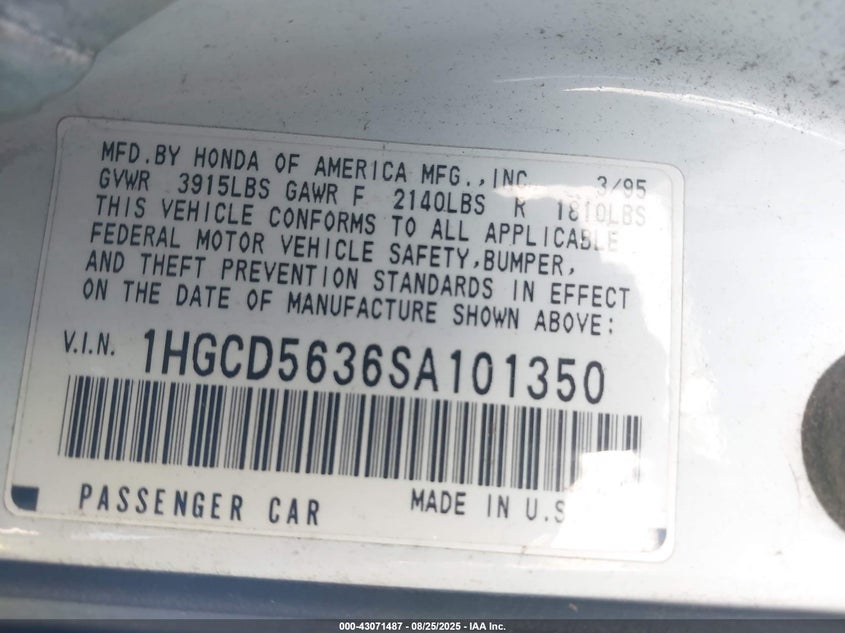 MFD.BY HONDA OF AMERICA MFG.,INC. 3/95
GVWR 3915LBS GAWR F 2140LBS R 1810LBS
THIS VEHICLE CONFORMS TO ALL APPLICABLE
FEDERAL MOTOR VEHICLE SAFETY,BUMPER,
AND THEFT PREVENTION STANDARDS IN EFFECT
ON THE DATE OF MANUFACTURE SHOWN ABOVE:
V.I.N. 1HGCD5636SA101350
PASSENGER CAR MADE IN U.S
000-43071487 - 08/25/2025 - IAA Inc.